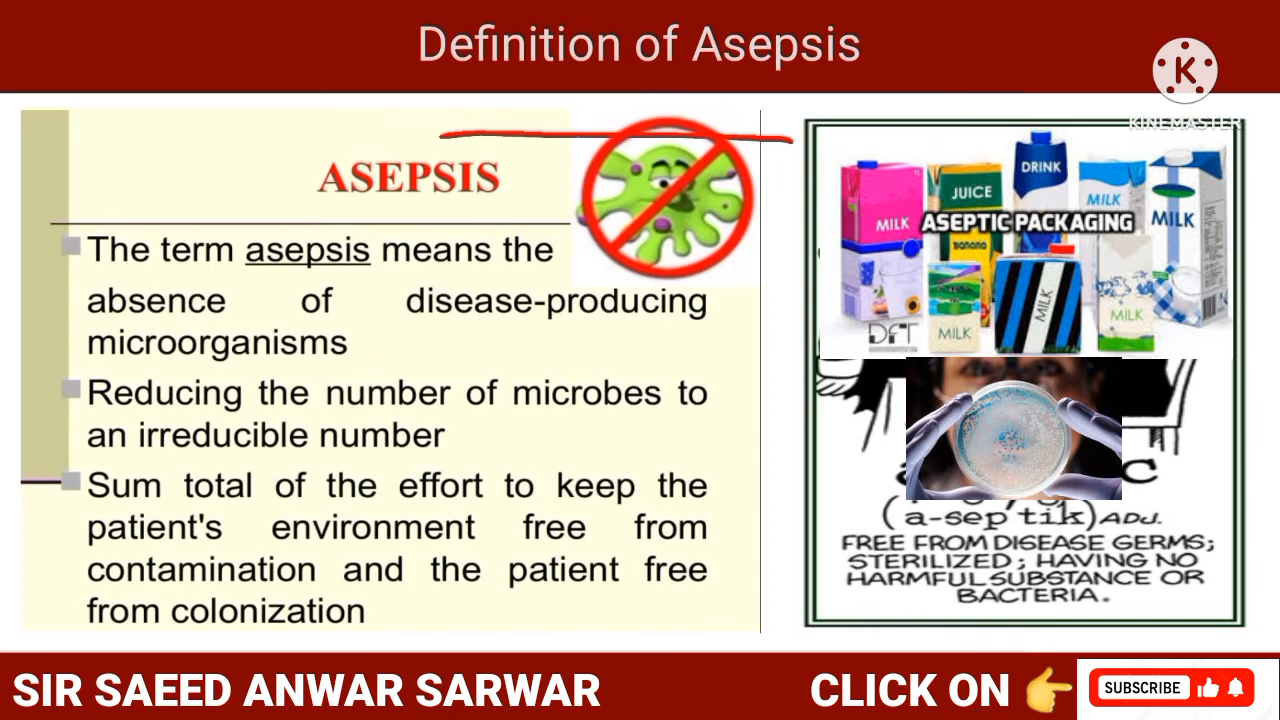 Definition of Asepsis
KINEMASTER
ASEPSIS
The term asepsis means the
absence of disease-producing
microorganisms
Reducing the number of microbes to
an irreducible number
Sum total of the effort to keep the
patient's environment free from
contamination and the patient free
from colonization
DRINK
JUICE
MILK
MILK
MILK
ASEPTIC PACKAGING
BANANA
MILK
MILK
MILK
DFT
(a-sep tik) ADJ.
FREE FROM DISEASE GERMS;
STERILIZED; HAVING NO
HARMFUL SUBSTANCE OR
BACTERIA.
SIR SAEED ANWAR SARWAR
CLICK ON
SUBSCRIBE